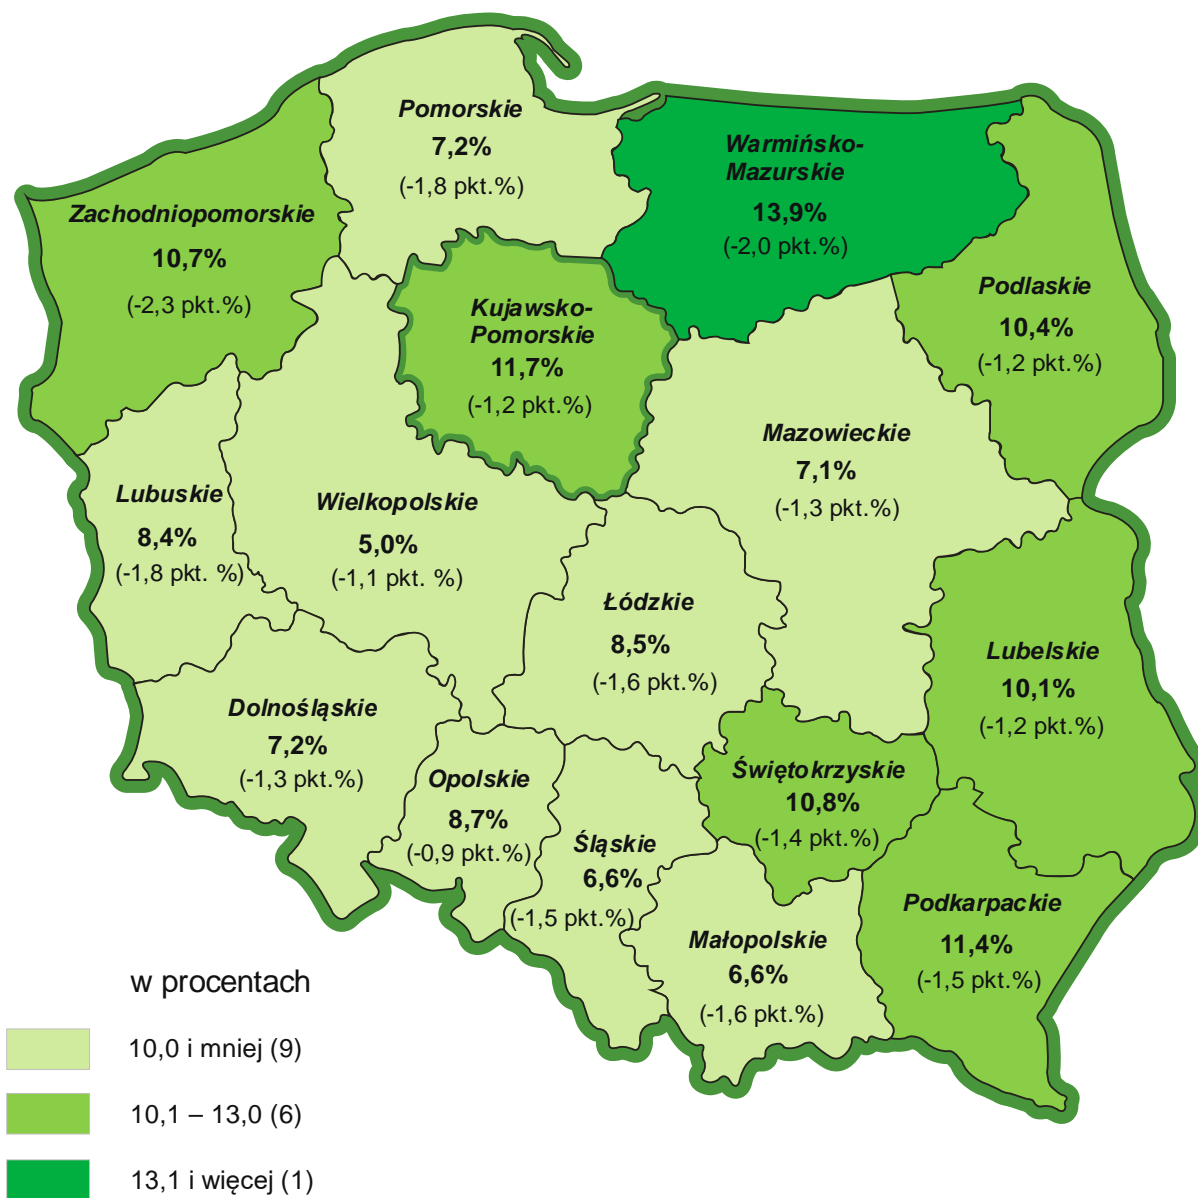 Pomorskie
7,2%
(-1,8 pkt.%)
Warmińsko-
Mazurskie
13,9%
(-2,0 pkt.%)
Zachodniopomorskie
10,7%
(-2,3 pkt.%)
Podlaskie
10,4%
(-1,2 pkt.%)
Kujawsko-
Pomorskie
11,7%
(-1,2 pkt.%)
Mazowieckie
7,1%
(-1,3 pkt.%)
Lubuskie
8,4%
(-1,8 pkt. %)
Wielkopolskie
5,0%
(-1,1 pkt. %)
Łódzkie
8,5%
(-1,6 pkt.%)
Lubelskie
10,1%
(-1,2 pkt.%)
Dolnośląskie
7,2%
(-1,3 pkt.%)
Opolskie
8,7%
(-0,9 pkt.%)
Świętokrzyskie
10,8%
(-1,4 pkt.%)
Śląskie
6,6%
(-1,5 pkt.%)
Małopolskie
6,6%
(-1,6 pkt.%)
Podkarpackie
11,4%
(-1,5 pkt.%)
w procentach
10,0 i mniej (9)
10,1 – 13,0 (6)
13,1 i więcej (1)